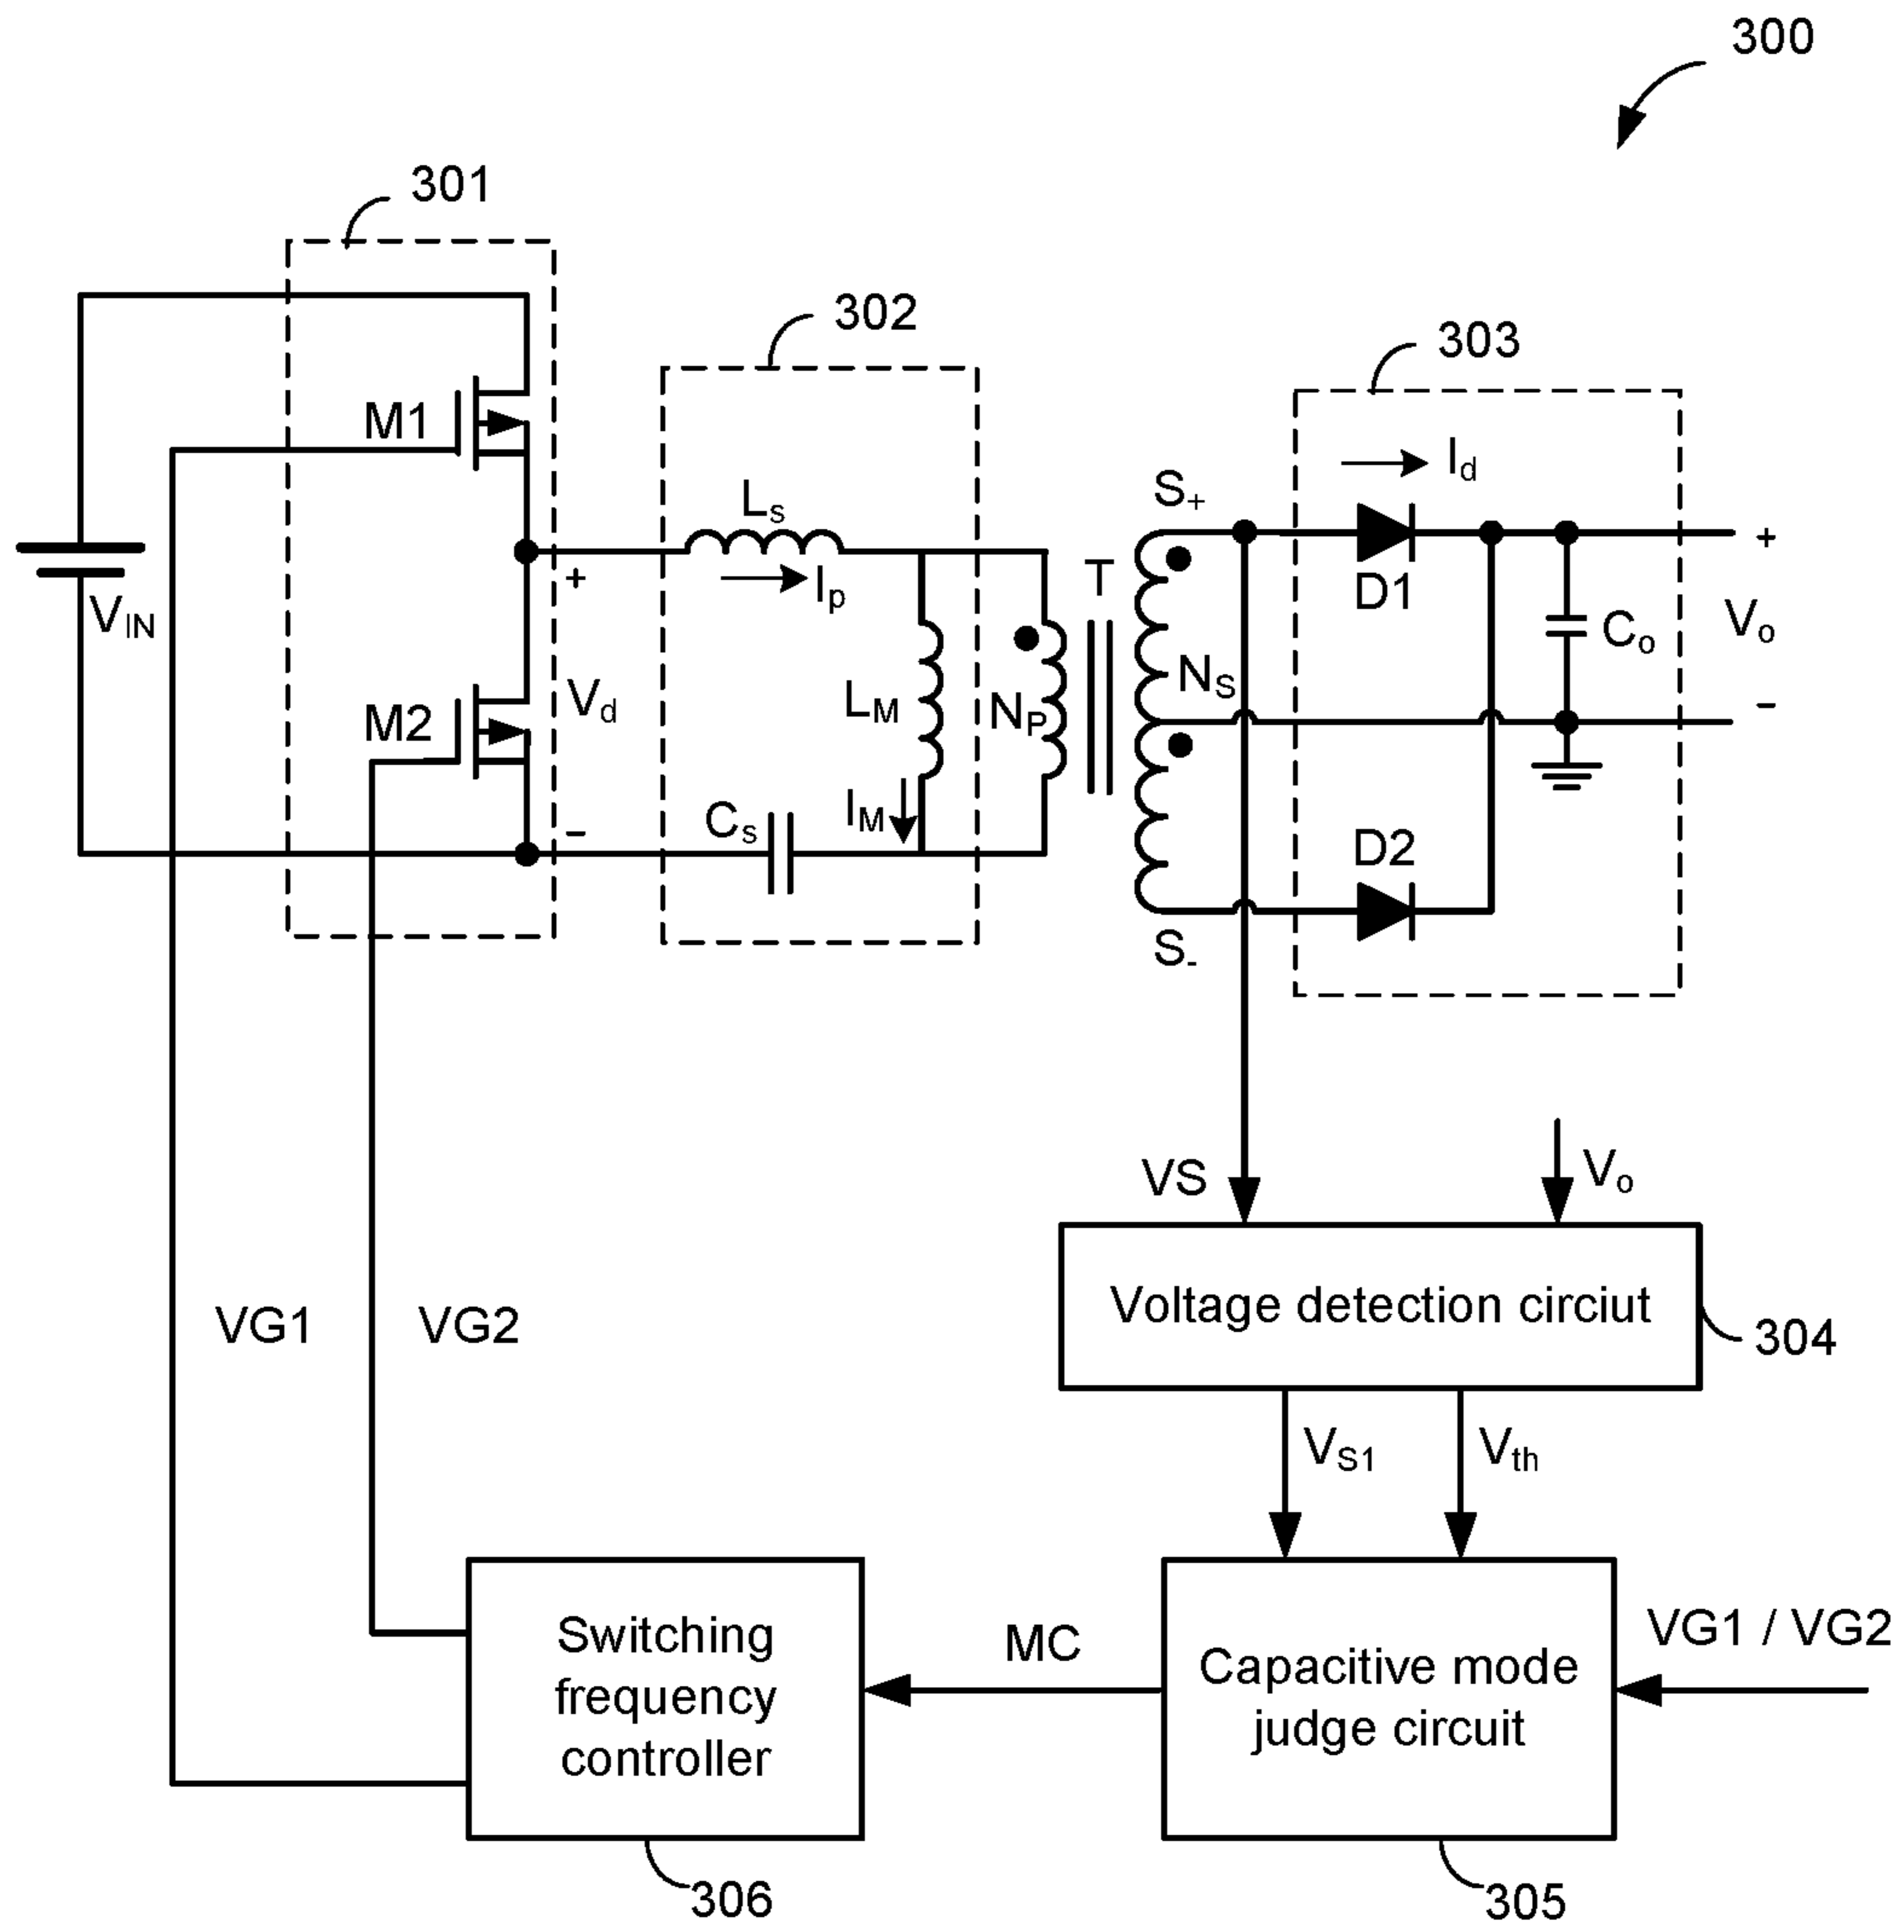 300
301
302
303
M1
Ls
Ip
S+
Id
D1
T
VIN
+
Vd
−
M2
LM
NP
NS
Co
+
Vo
−
Cs
IM
D2
S-
VS
Vo
VG1
VG2
Voltage detection circiut
304
VS1
Vth
Switching
frequency
controller
MC
Capacitive mode
judge circuit
VG1 / VG2
306
305